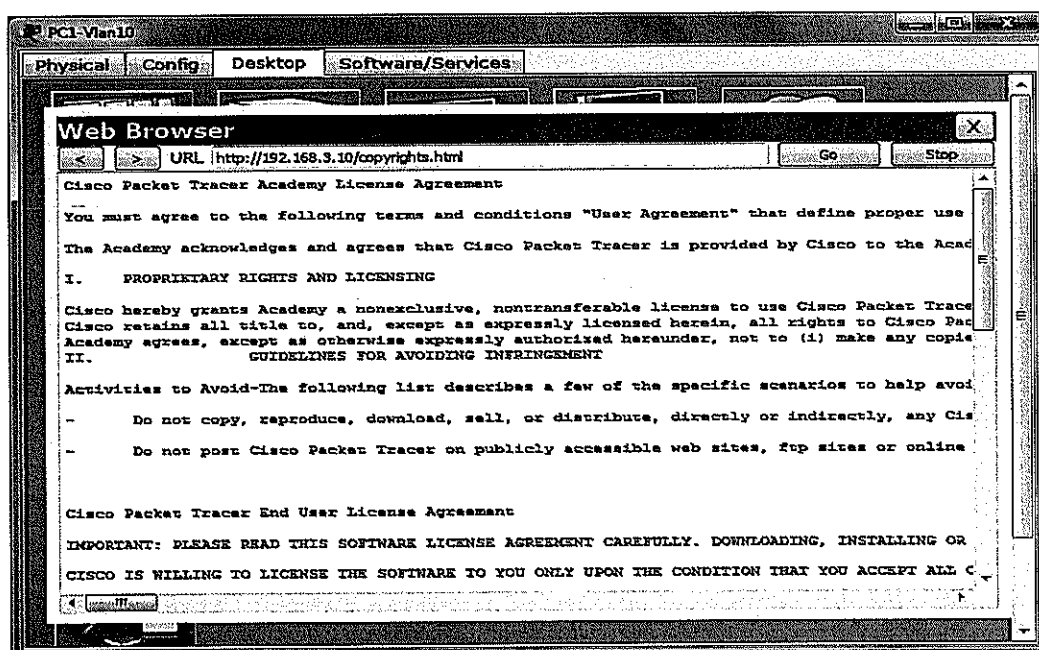 PC1-Vlan10
Physical Config Desktop Software/Services
Web Browser X
< > URL http://192.168.3.10/copyrights.html Go Stop
Cisco Packet Tracer Academy License Agreement
You must agree to the following terms and conditions "User Agreement" that define proper use
The Academy acknowledges and agrees that Cisco Packet Tracer is provided by Cisco to the Acad
I. PROPRIETARY RIGHTS AND LICENSING
Cisco hereby grants Academy a nonexclusive, nontransferable license to use Cisco Packet Trace
Cisco retains all title to, and, except as expressly licensed herein, all rights to Cisco Pac
Academy agrees, except as otherwise expressly authorized hereunder, not to (i) make any copie
II. GUIDELINES FOR AVOIDING INFRINGEMENT
Activities to Avoid-The following list describes a few of the specific scenarios to help avoi
- Do not copy, reproduce, download, sell, or distribute, directly or indirectly, any Cis
- Do not post Cisco Packet Tracer on publicly accessible web sites, ftp sites or online
Cisco Packet Tracer End User License Agreement
IMPORTANT: PLEASE READ THIS SOFTWARE LICENSE AGREEMENT CAREFULLY. DOWNLOADING, INSTALLING OR
CISCO IS WILLING TO LICENSE THE SOFTWARE TO YOU ONLY UPON THE CONDITION THAT YOU ACCEPT ALL C